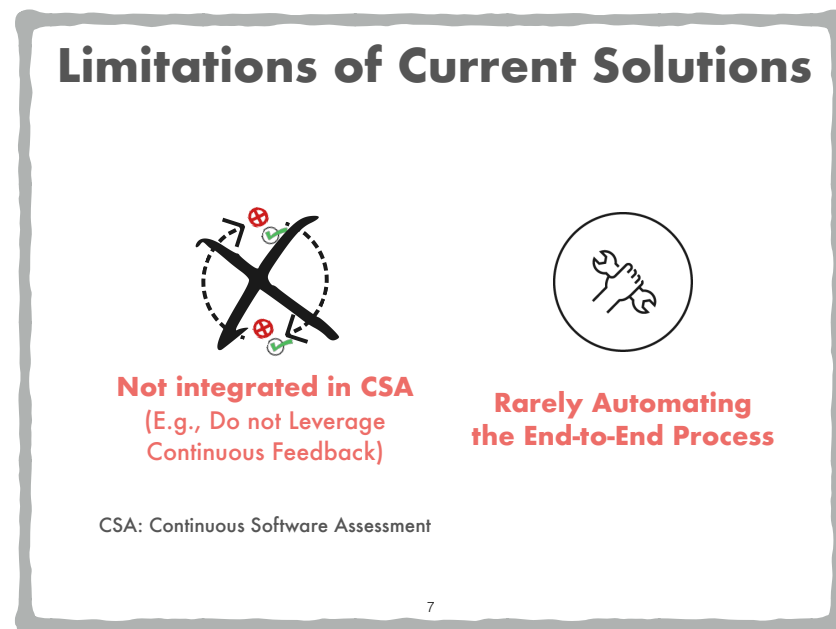 Limitations of Current Solutions
Not integrated in CSA
(E.g., Do not Leverage
Continuous Feedback)
Rarely Automating
the End-to-End Process
CSA: Continuous Software Assessment
7